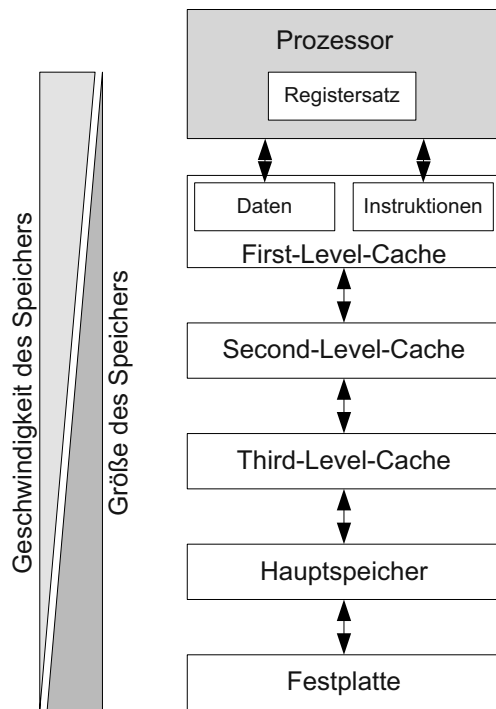 Prozessor
Registersatz
Daten
Instruktionen
First-Level-Cache
Second-Level-Cache
Third-Level-Cache
Hauptspeicher
Festplatte
Geschwindigkeit des Speichers
Größe des Speichers